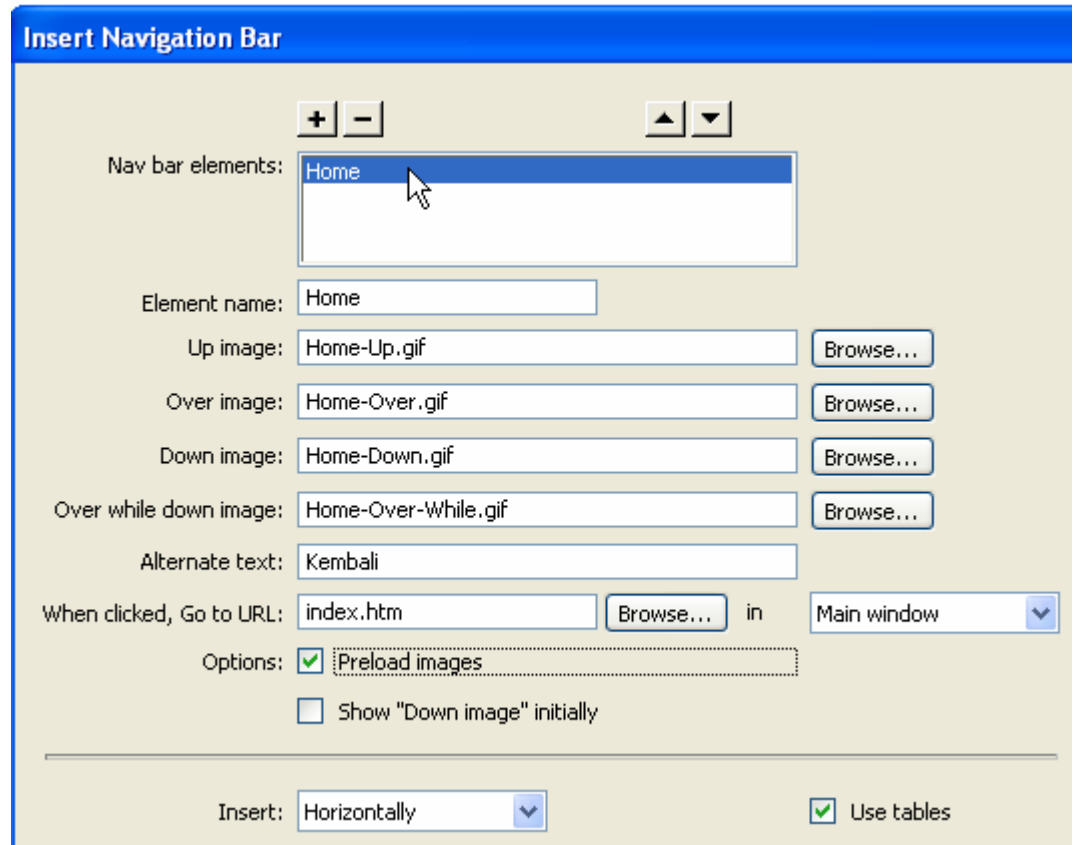 Insert Navigation Bar
Nav bar elements: Home
Element name: Home
Up image: Home-Up.gif Browse...
Over image: Home-Over.gif Browse...
Down image: Home-Down.gif Browse...
Over while down image: Home-Over-While.gif Browse...
Alternate text: Kembali
When clicked, Go to URL: index.htm Browse... in Main window
Options: Preload images
Show "Down image" initially
Insert: Horizontally Use tables